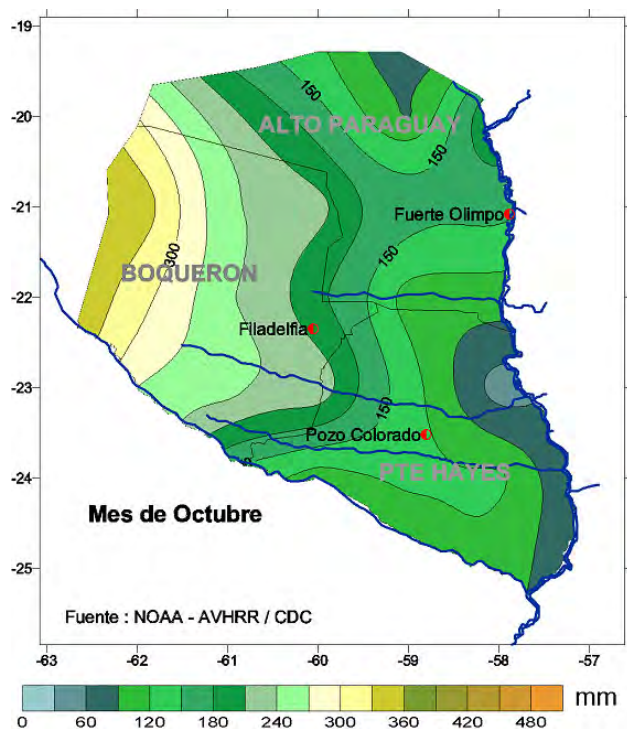 -19
-20
-21
-22
-23
-24
-25
150
ALTO PARAGUAY
150
Fuerte Olimpo
300
BOQUERON
150
Filadelfia
150
Pozo Colorado
PTE HAYES
Mes de Octubre
Fuente : NOAA - AVHRR / CDC
-63 -62 -61 -60 -59 -58 -57
mm
0 60 120 180 240 300 360 420 480